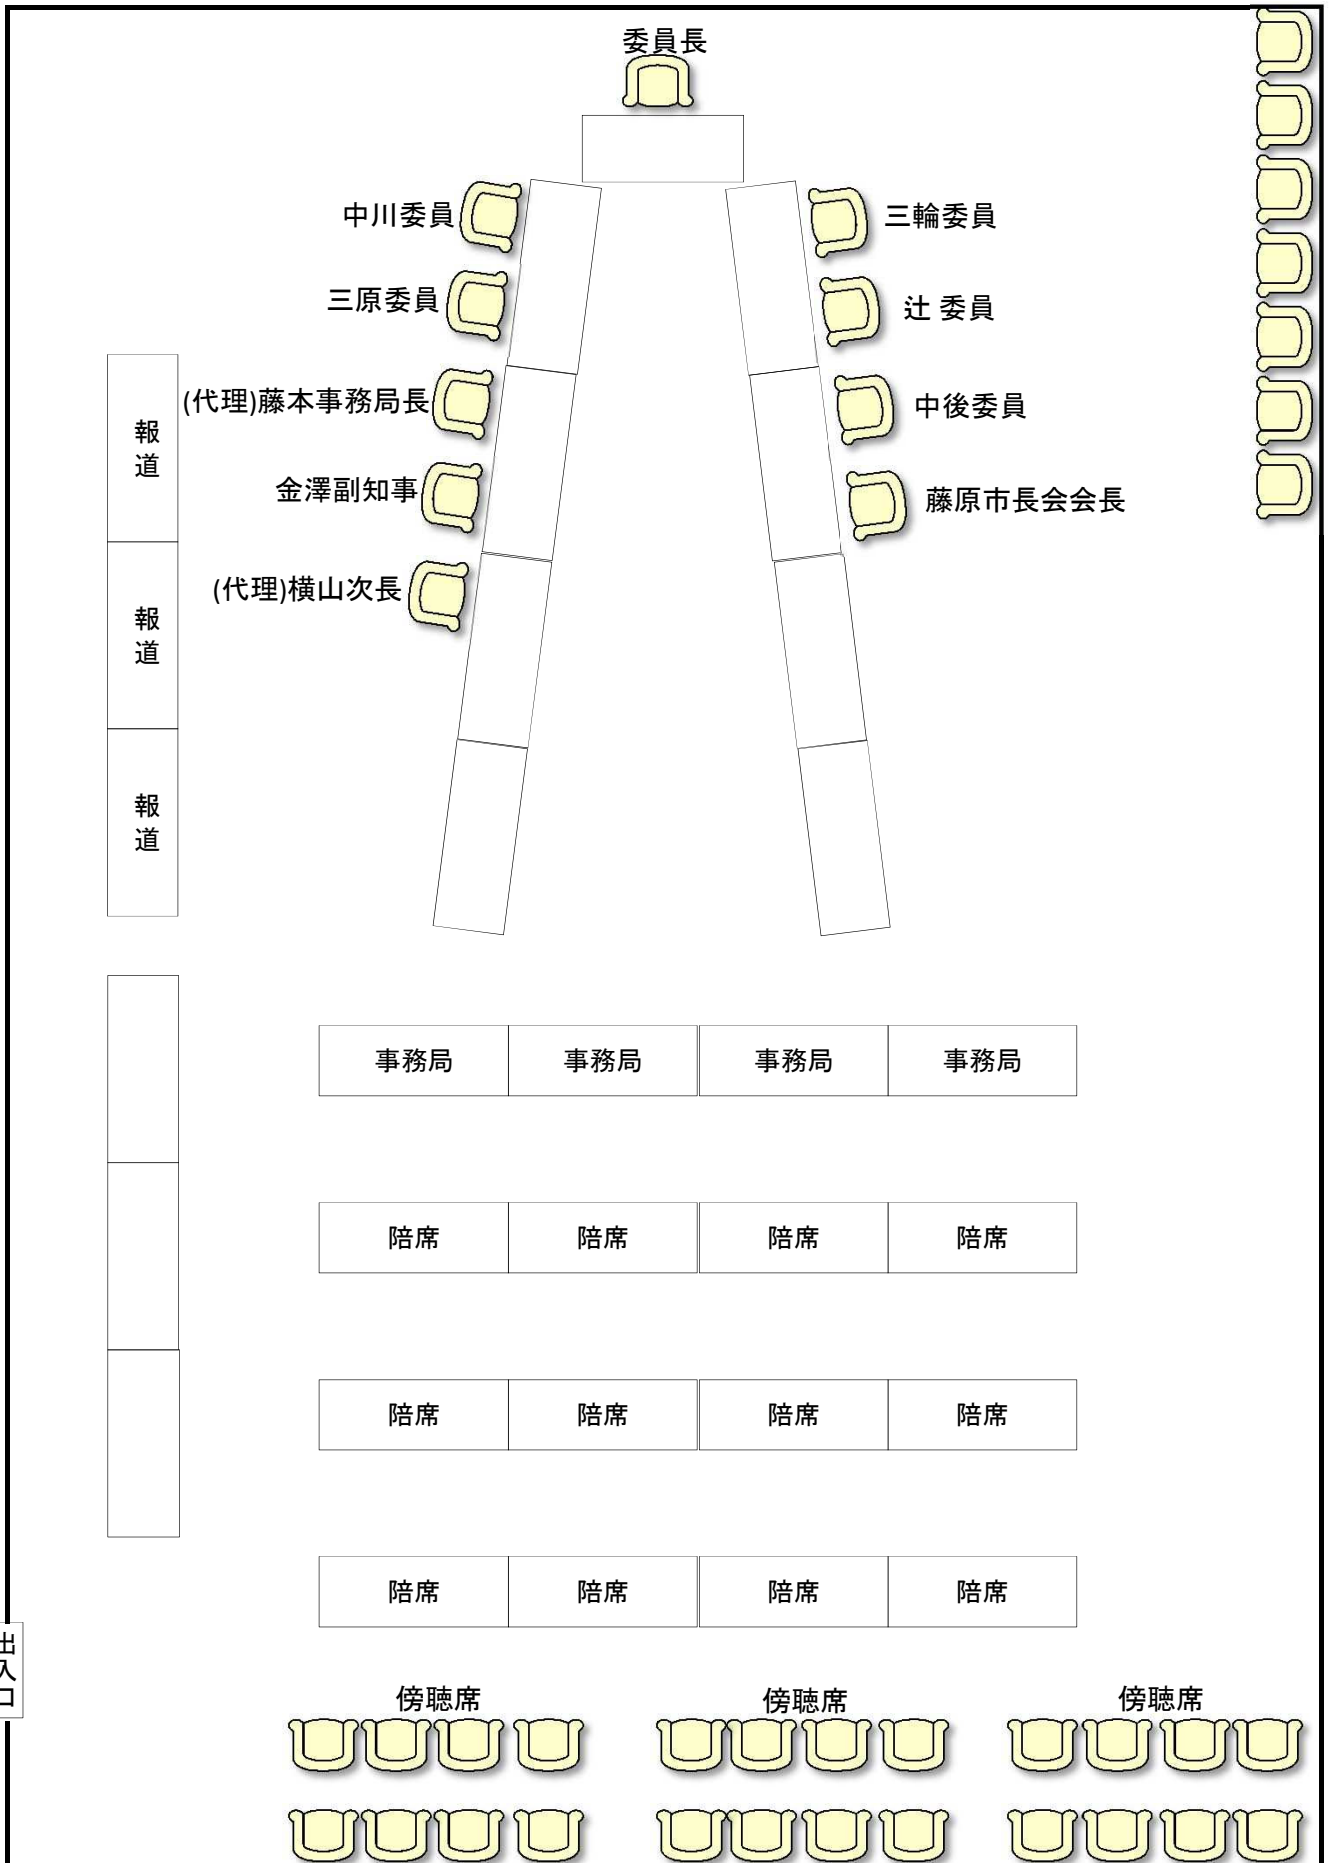 委員長
中川委員
三輪委員
三原委員
辻 委員
(代理)藤本事務局長
中後委員
金澤副知事
藤原市長会会長
(代理)横山次長
報道
報道
報道
事務局 事務局 事務局 事務局
陪席 陪席 陪席 陪席
陪席 陪席 陪席 陪席
陪席 陪席 陪席 陪席
出入口
傍聴席 傍聴席 傍聴席